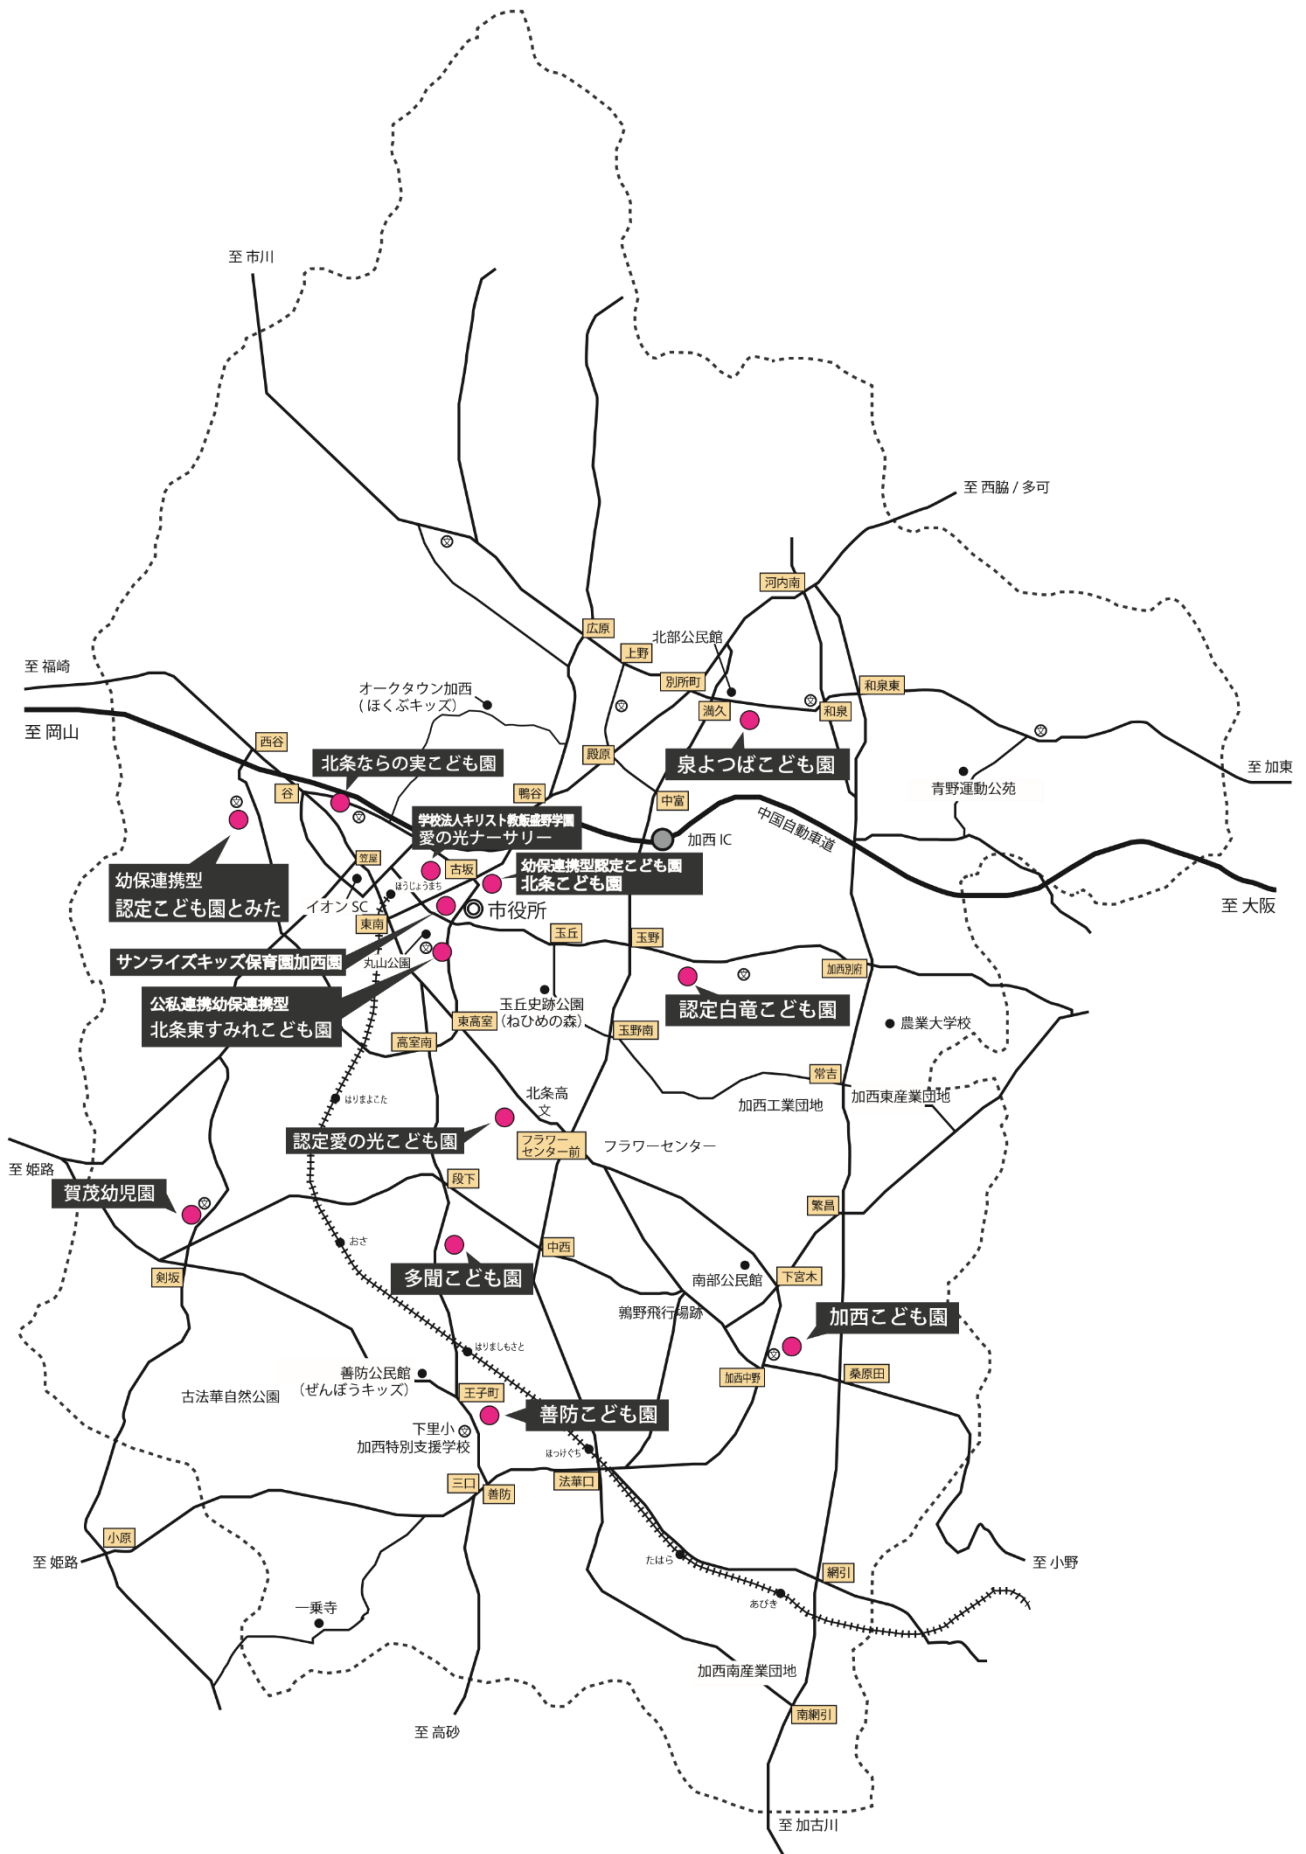 至 市川
至 西脇 / 多可
河内南
広原
北部公民館
上野
至 福崎
別所町
和泉東
オークタウン加西
(ほくぶキッズ)
満久
和泉
至 岡山
西谷
殿原
泉よつばこども園
北条ならの実こども園
至 加東
谷
鴨谷
中富
青野運動公苑
学校法人キリスト教飯盛野学園
愛の光ナーサリー
加西 IC
中国自動車道
笠屋
古坂
幼保連携型認定こども園
北条こども園
幼保連携型
認定こども園とみた
ほうじょうまち
イオン SC
市役所
至 大阪
東南
玉丘
玉野
サンライズキッズ保育園加西園
丸山公園
加西別府
公私連携幼保連携型
北条東すみれこども園
玉丘史跡公園
(ねひめの森)
認定白竜こども園
東高室
玉野南
農業大学校
高室南
常吉
はりまよこた
北条高
文
加西工業団地
加西東産業団地
認定愛の光こども園
フラワー
センター前
フラワーセンター
至 姫路
段下
賀茂幼児園
繁昌
おさ
中西
剣坂
多聞こども園
南部公民館
下宮木
鶉野飛行場跡
加西こども園
はりましもさと
善防公民館
(ぜんぼうキッズ)
加西中野
桑原田
古法華自然公園
王子町
善防こども園
下里小
加西特別支援学校
ほっけぐち
三口
善防
法華口
小原
至 姫路
たはら
網引
至 小野
あびき
一乗寺
加西南産業団地
南網引
至 高砂
至 加古川